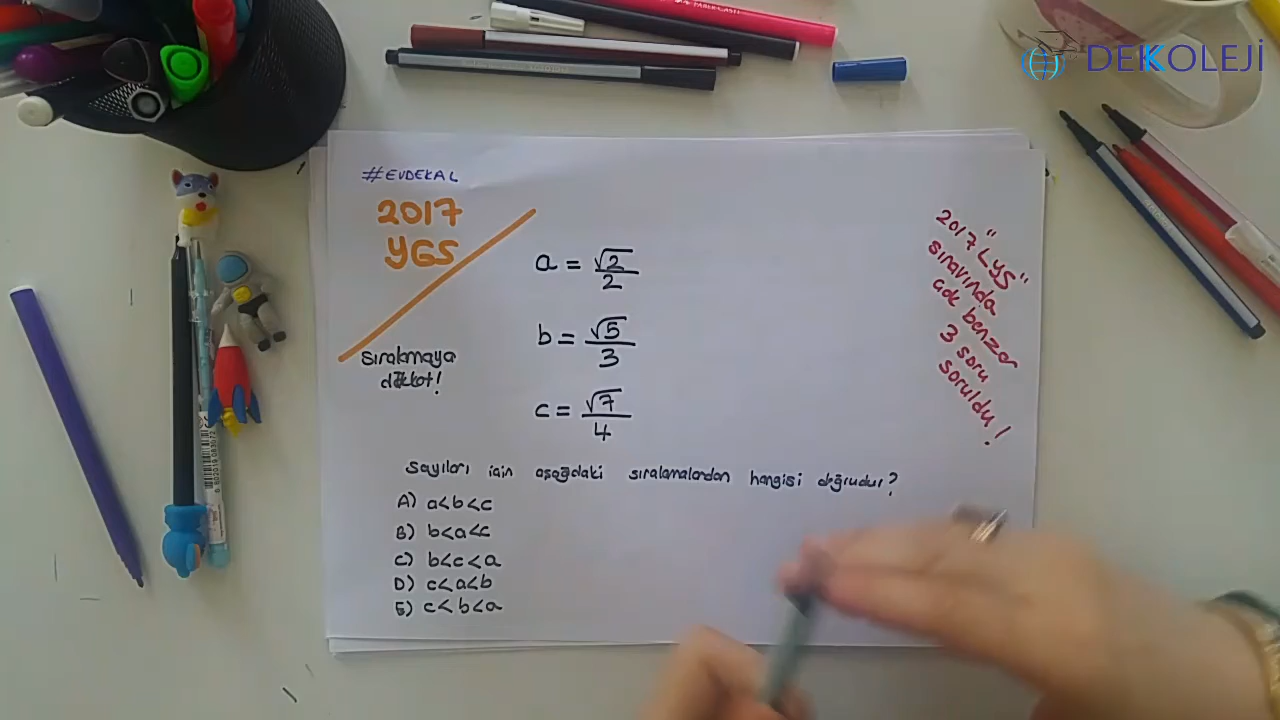 DEKKOLEJİ
#EVDEKAL
2017
YGS
Sıralamaya
dikkat!
a = √2/2
b = √5/3
c = √7/4
2017 "LYS"
sınavında
çok benzer
3 soru
soruldu!
Sayıları için aşağıdaki sıralamalardan hangisi doğrudur?
A) a<b<c
B) b<a<c
C) b<c<a
D) c<a<b
E) c<b<a